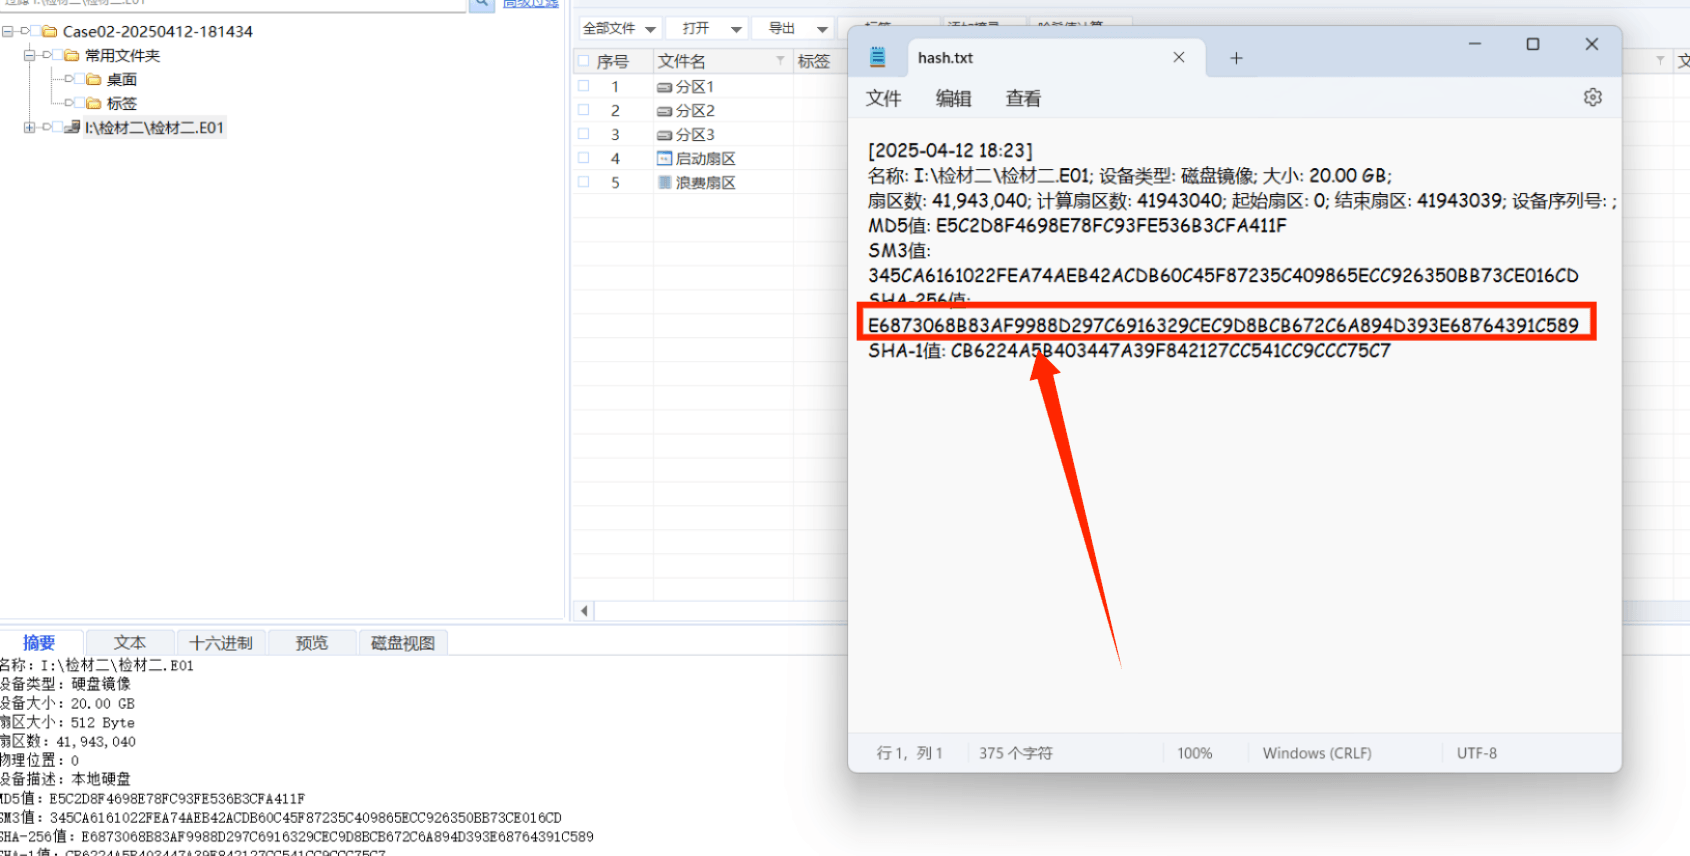 高级过滤
Case02-20250412-181434
常用文件夹
桌面
标签
I:\检材二\检材二.E01
全部文件 打开 导出
序号 文件名 标签 文
1 分区1
2 分区2
3 分区3
4 启动扇区
5 浪费扇区
hash.txt
文件 编辑 查看
[2025-04-12 18:23]
名称: I:\检材二\检材二.E01; 设备类型: 磁盘镜像; 大小: 20.00 GB;
扇区数: 41,943,040; 计算扇区数: 41943040; 起始扇区: 0; 结束扇区: 41943039; 设备序列号: ;
MD5值: E5C2D8F4698E78FC93FE536B3CFA411F
SM3值:
345CA6161022FEA74AEB42ACDB60C45F87235C409865ECC926350BB73CE016CD
SHA-256值:
E6873068B83AF9988D297C6916329CEC9D8BCB672C6A894D393E68764391C589
SHA-1值: CB6224A5B403447A39F842127CC541CC9CCC75C7
行 1，列 1 375 个字符 100% Windows (CRLF) UTF-8
摘要 文本 十六进制 预览 磁盘视图
名称: I:\检材二\检材二.E01
设备类型: 硬盘镜像
设备大小: 20.00 GB
扇区大小: 512 Byte
扇区数: 41,943,040
物理位置: 0
设备描述: 本地硬盘
MD5值: E5C2D8F4698E78FC93FE536B3CFA411F
SM3值: 345CA6161022FEA74AEB42ACDB60C45F87235C409865ECC926350BB73CE016CD
SHA-256值: E6873068B83AF9988D297C6916329CEC9D8BCB672C6A894D393E68764391C589
SHA-1值: CB6224A5B403447A39F842127CC541CC9CCC75C7